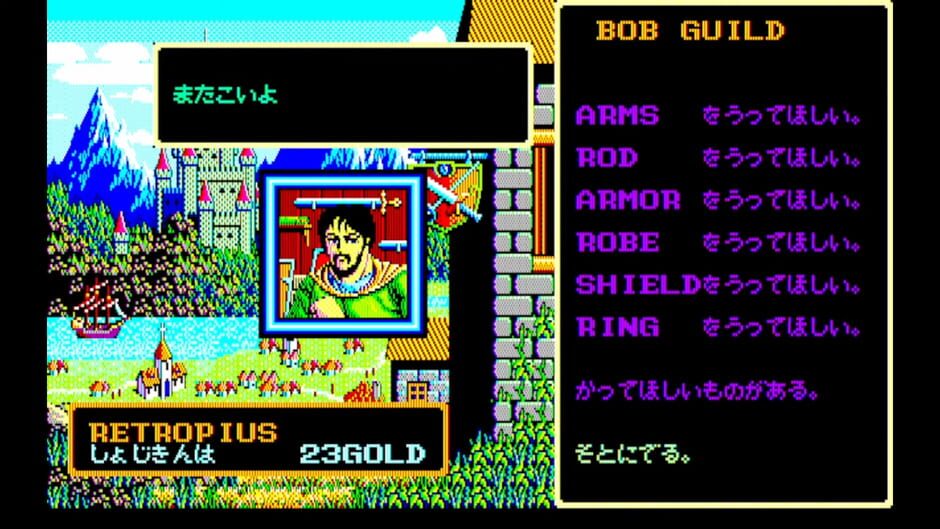 またこいよ
RETROPIUS
しょじきんは 23GOLD
BOB GUILD
ARMS をうってほしい。
ROD をうってほしい。
ARMOR をうってほしい。
ROBE をうってほしい。
SHIELDをうってほしい。
RING をうってほしい。
かってほしいものがある。
そとにでる。